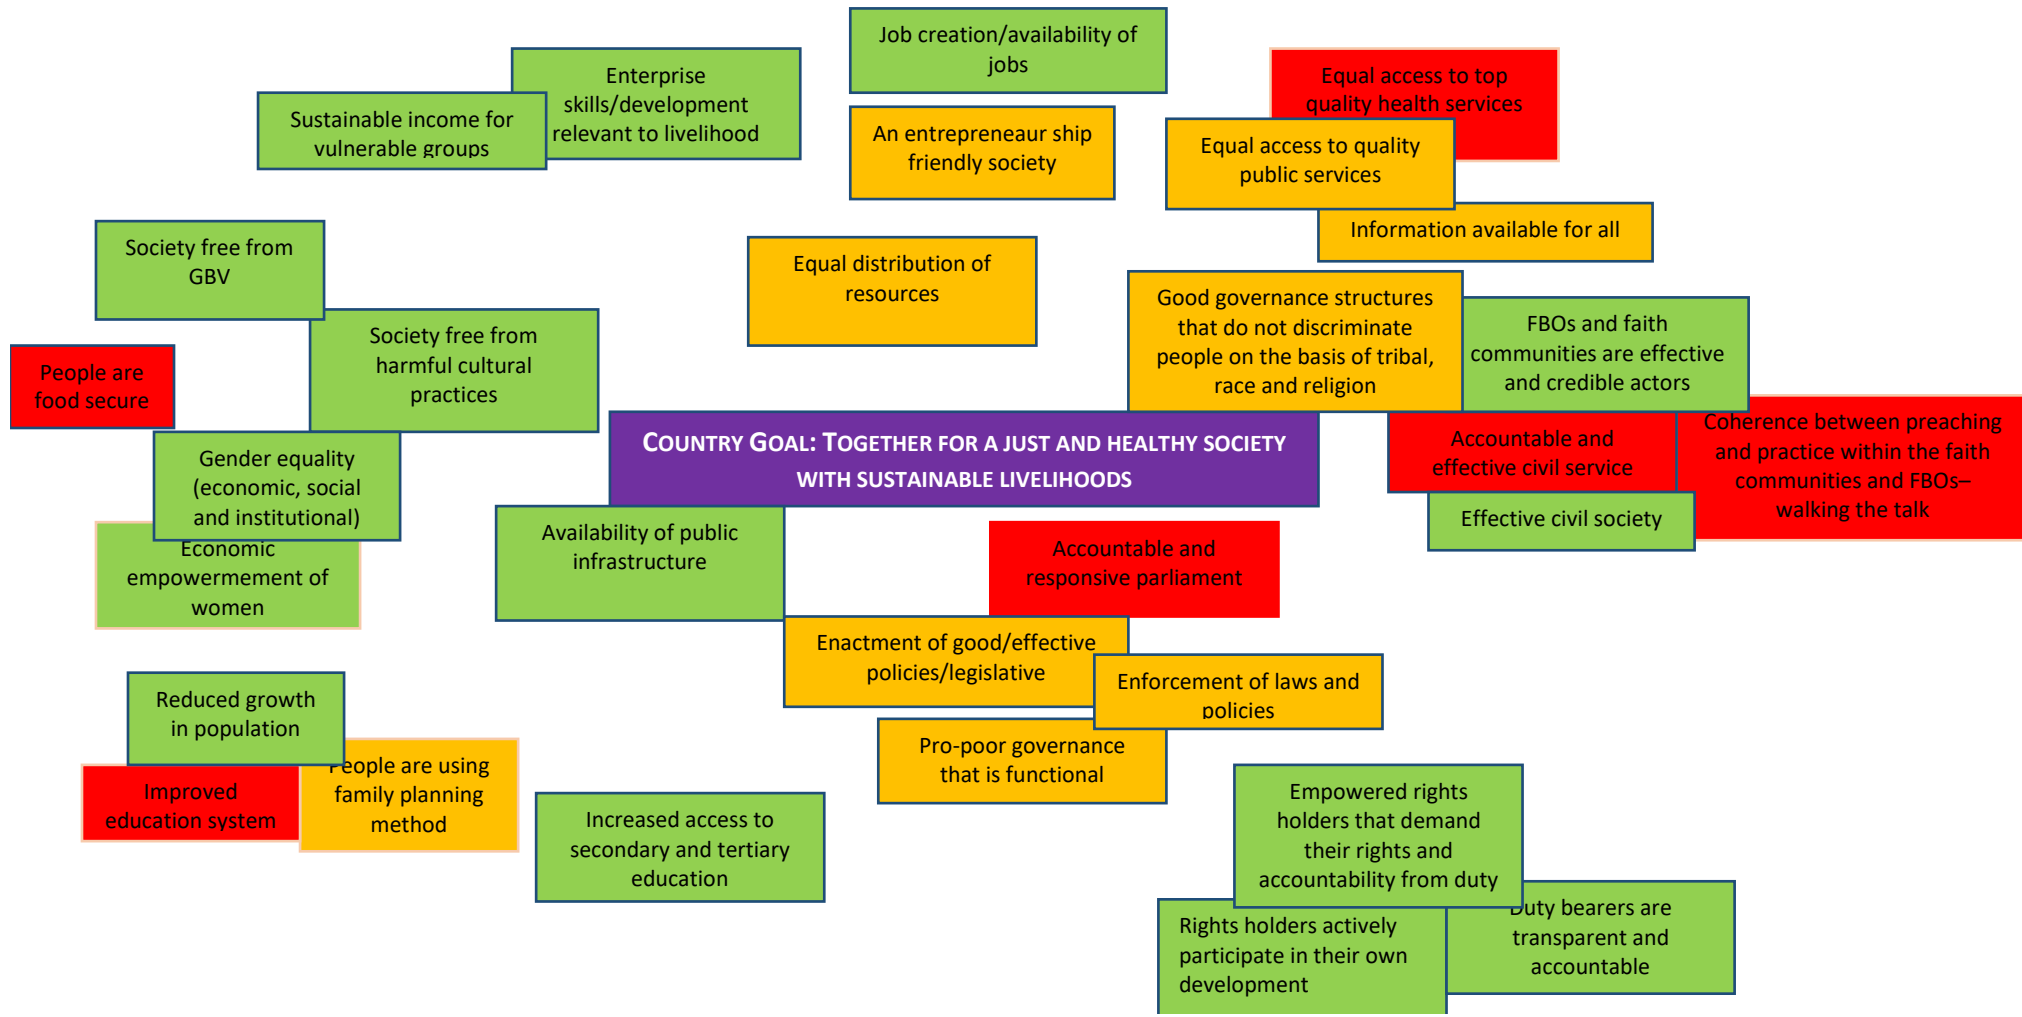 Job creation/availability of
jobs
Enterprise
skills/development
relevant to livelihood
Sustainable income for
vulnerable groups
An entrepreneur ship
friendly society
Equal access to top
quality health services
Equal access to quality
public services
Information available for all
Society free from
GBV
Society free from
harmful cultural
practices
People are
food secure
Gender equality
(economic, social
and institutional)
Economic
empowermement of
women
Equal distribution of
resources
Good governance structures
that do not discriminate
people on the basis of tribal,
race and religion
FBOs and faith
communities are effective
and credible actors
COUNTRY GOAL: TOGETHER FOR A JUST AND HEALTHY SOCIETY
WITH SUSTAINABLE LIVELIHOODS
Accountable and
effective civil service
Coherence between preaching
and practice within the faith
communities and FBOs–
walking the talk
Effective civil society
Availability of public
infrastructure
Accountable and
responsive parliament
Enactment of good/effective
policies/legislative
Enforcement of laws and
policies
Pro-poor governance
that is functional
Reduced growth
in population
Improved
education system
People are using
family planning
method
Increased access to
secondary and tertiary
education
Empowered rights
holders that demand
their rights and
accountability from duty
Rights holders actively
participate in their own
development
Duty bearers are
transparent and
accountable